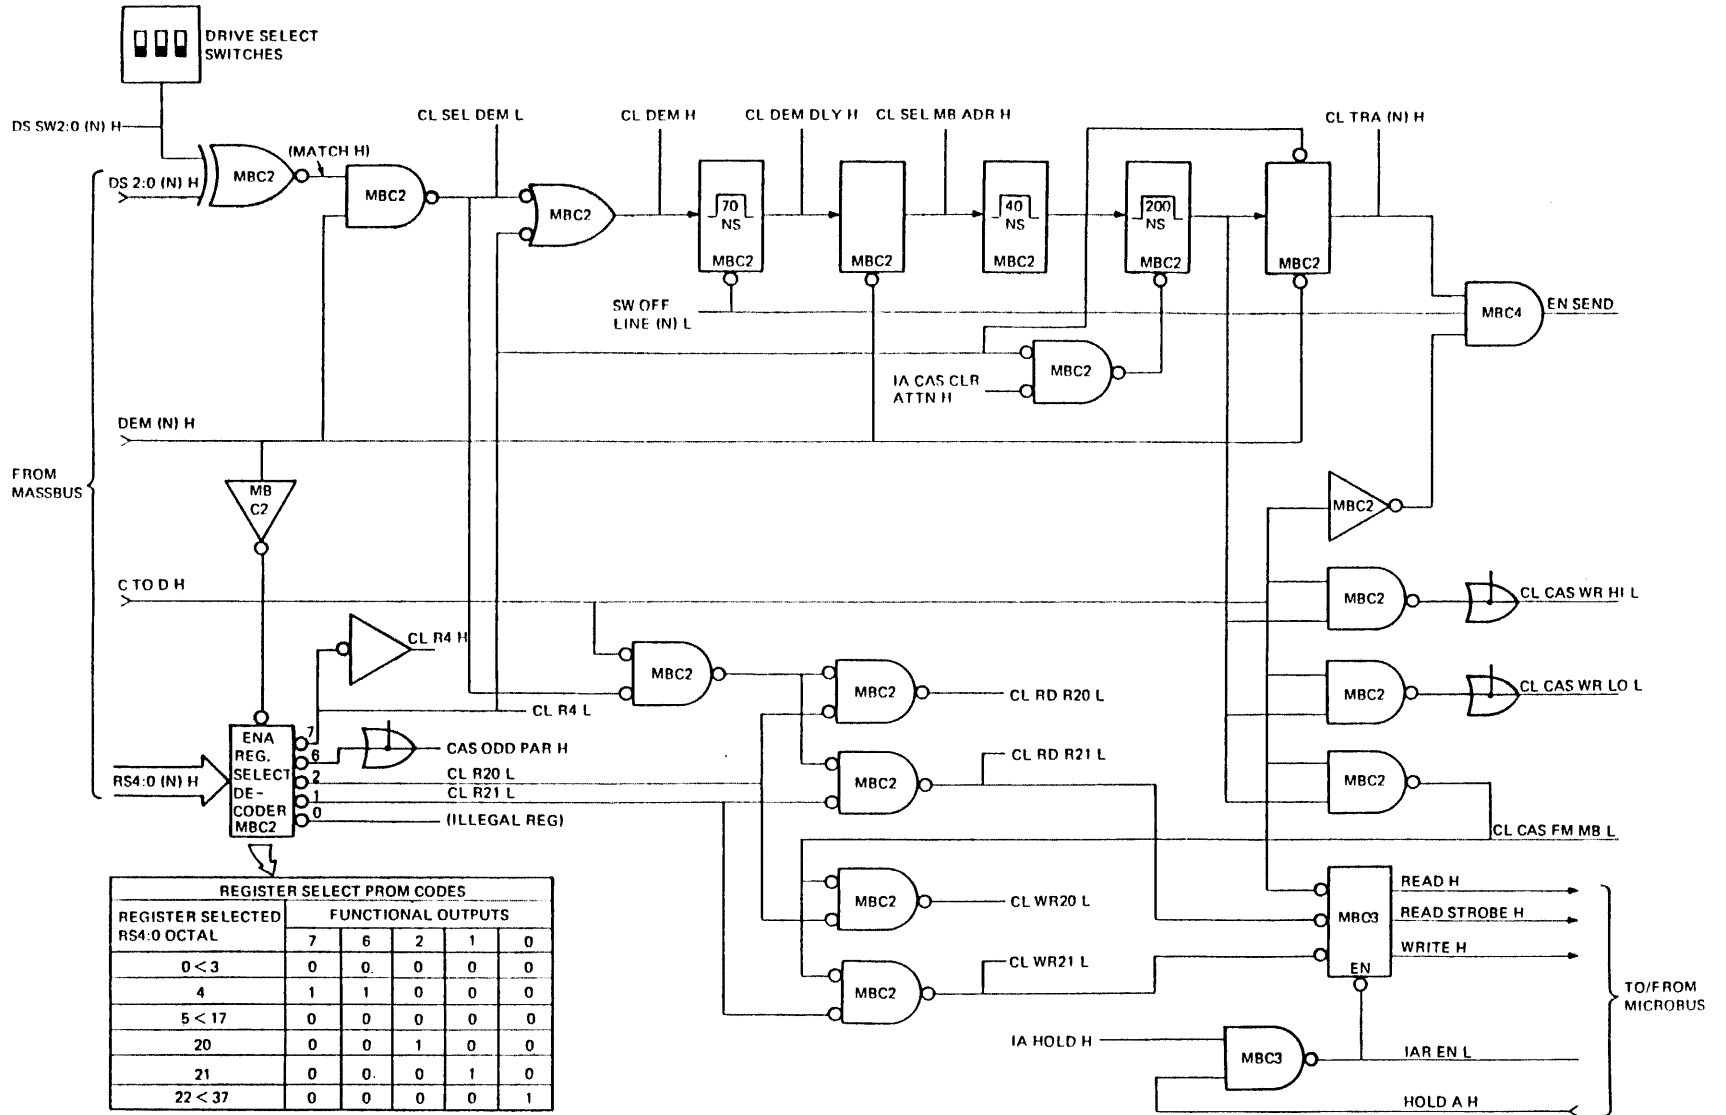 DRIVE SELECT
SWITCHES
DS SW2:0 (N) H
CL SEL DEM L
CL DEM H
CL DEM DLY H
CL SEL MB ADR H
CL TRA (N) H
(MATCH H)
DS 2:0 (N) H
MBC2
MBC2
MBC2
70
NS
MBC2
MBC2
40
NS
MBC2
200
NS
MBC2
MBC2
SW OFF
LINE (N) L
MBC4
EN SEND
MBC2
IA CAS CLR
ATTN H
DEM (N) H
FROM
MASSBUS
MB
C2
MBC2
C TO D H
MBC2
CL CAS WR HI L
CL R4 H
MBC2
MBC2
CL RD R20 L
MBC2
CL CAS WR LO L
CL R4 L
ENA
REG.
SELECT
DE-
CODER
MBC2
7
6
2
1
0
RS4:0 (N) H
CAS ODD PAR H
CL R20 L
CL R21 L
(ILLEGAL REG)
MBC2
CL RD R21 L
MBC2
CL CAS FM MB L
MBC2
CL WR20 L
MBC2
CL WR21 L
MBC3
EN
READ H
READ STROBE H
WRITE H
TO/FROM
MICROBUS
IA HOLD H
MBC3
IAR EN L
HOLD A H
REGISTER SELECT PROM CODES
REGISTER SELECTED
RS4:0 OCTAL
FUNCTIONAL OUTPUTS
7 6 2 1 0
0 < 3 0 0. 0 0 0
4 1 1 0 0 0
5 < 17 0 0 0 0 0
20 0 0 1 0 0
21 0 0. 0 1 0
22 < 37 0 0 0 0 1